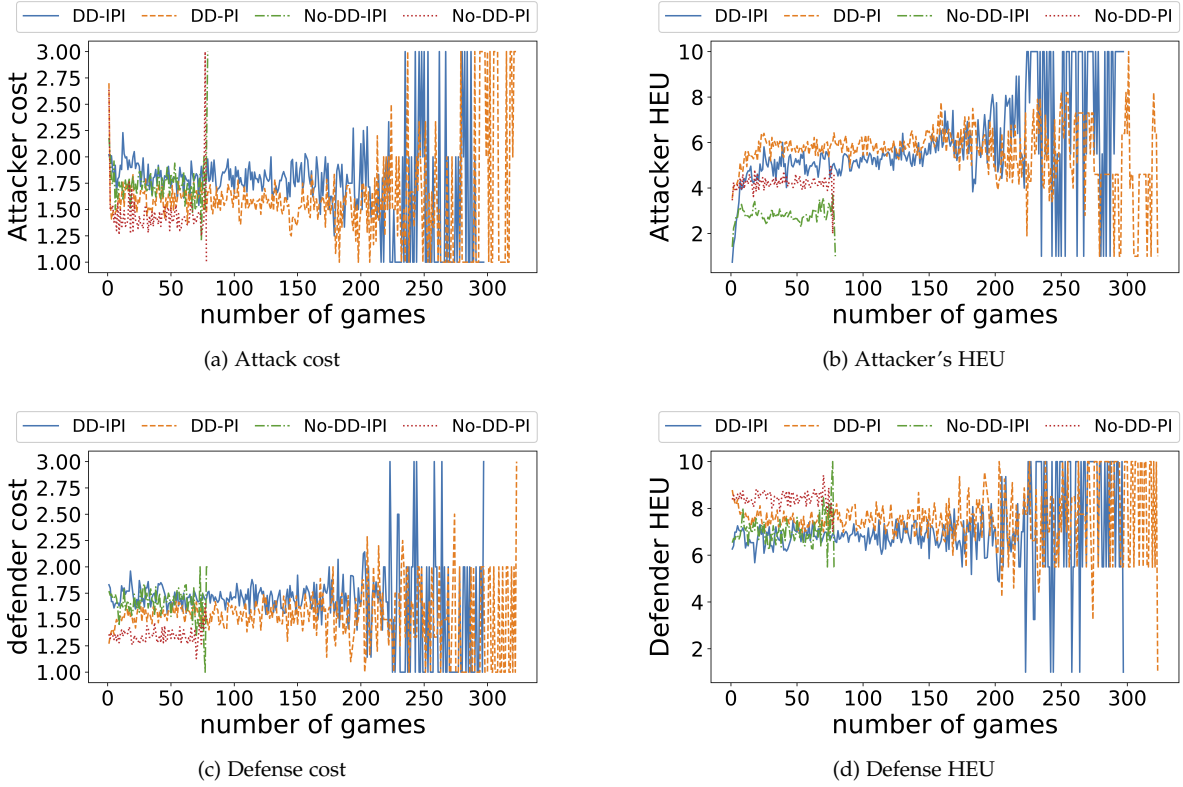 DD-IPI DD-PI No-DD-IPI No-DD-PI
3.00
2.75
2.50
2.25
2.00
1.75
1.50
1.25
1.00
Attacker cost
0 50 100 150 200 250 300
number of games
(a) Attack cost
DD-IPI DD-PI No-DD-IPI No-DD-PI
10
8
6
4
2
Attacker HEU
0 50 100 150 200 250 300
number of games
(b) Attacker's HEU
DD-IPI DD-PI No-DD-IPI No-DD-PI
3.00
2.75
2.50
2.25
2.00
1.75
1.50
1.25
1.00
defender cost
0 50 100 150 200 250 300
number of games
(c) Defense cost
DD-IPI DD-PI No-DD-IPI No-DD-PI
10
8
6
4
2
Defender HEU
0 50 100 150 200 250 300
number of games
(d) Defense HEU